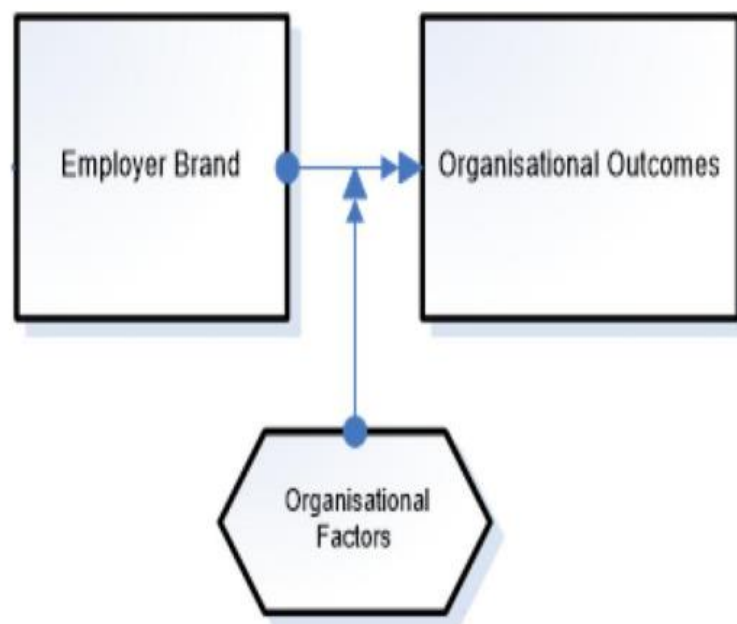 Employer Brand
Organisational Outcomes
Organisational
Factors